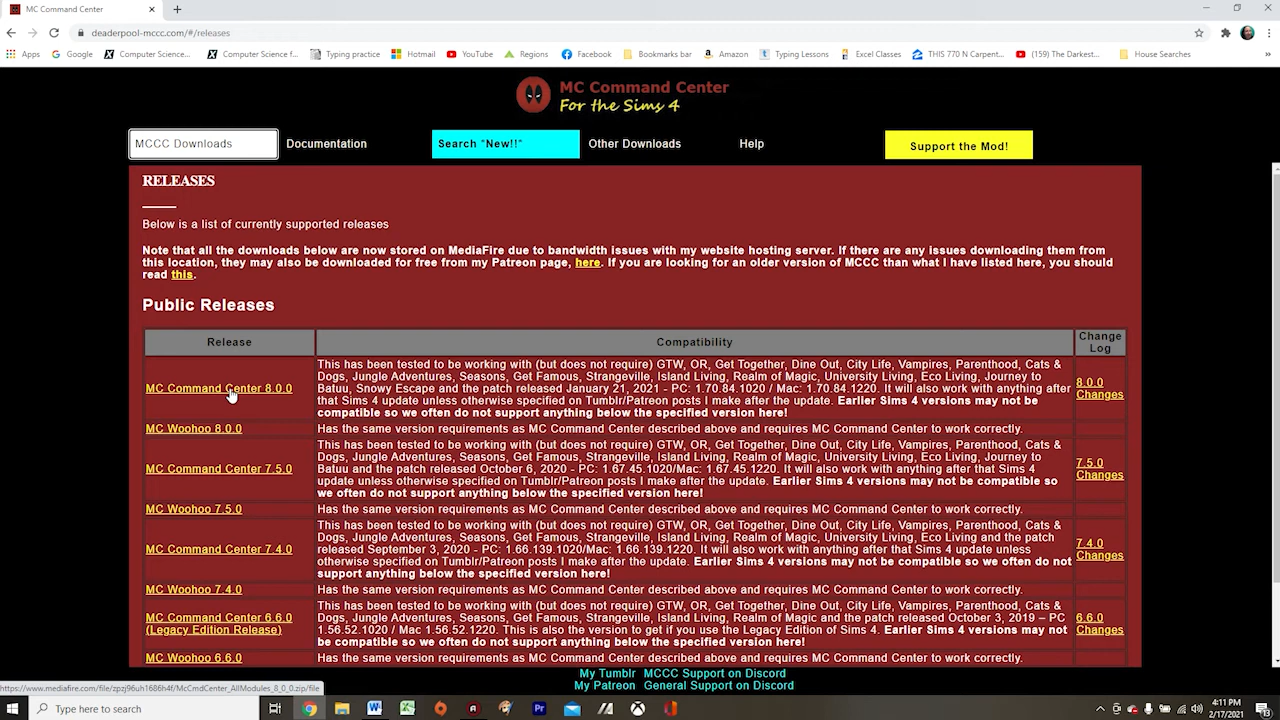 MC Command Center
deaderpool-mccc.com/#/releases
Apps Google Computer Science... Computer Science f... Typing practice Hotmail YouTube Regions Facebook Bookmarks bar Amazon Typing Lessons Excel Classes THIS 770 N Carpent... (159) The Darkest... House Searches
MC Command Center
For the Sims 4
MCCC Downloads Documentation Search "New!!" Other Downloads Help Support the Mod!
RELEASES
Below is a list of currently supported releases
Note that all the downloads below are now stored on MediaFire due to bandwidth issues with my website hosting server. If there are any issues downloading them from
this location, they may also be downloaded for free from my Patreon page, here. If you are looking for an older version of MCCC than what I have listed here, you should
read this.
Public Releases
Release Compatibility Change Log
MC Command Center 8.0.0
This has been tested to be working with (but does not require) GTW, OR, Get Together, Dine Out, City Life, Vampires, Parenthood, Cats &
Dogs, Jungle Adventures, Seasons, Get Famous, Strangeville, Island Living, Realm of Magic, University Living, Eco Living, Journey to
Batuu, Snowy Escape and the patch released January 21, 2021 - PC: 1.70.84.1020 / Mac: 1.70.84.1220. It will also work with anything after
that Sims 4 update unless otherwise specified on Tumblr/Patreon posts I make after the update. Earlier Sims 4 versions may not be
compatible so we often do not support anything below the specified version here!
8.0.0
Changes
MC Woohoo 8.0.0 Has the same version requirements as MC Command Center described above and requires MC Command Center to work correctly.
MC Command Center 7.5.0
This has been tested to be working with (but does not require) GTW, OR, Get Together, Dine Out, City Life, Vampires, Parenthood, Cats &
Dogs, Jungle Adventures, Seasons, Get Famous, Strangeville, Island Living, Realm of Magic, University Living, Eco Living, Journey to
Batuu and the patch released October 6, 2020 - PC: 1.67.45.1020/Mac: 1.67.45.1220. It will also work with anything after that Sims 4
update unless otherwise specified on Tumblr/Patreon posts I make after the update. Earlier Sims 4 versions may not be compatible so
we often do not support anything below the specified version here!
7.5.0
Changes
MC Woohoo 7.5.0 Has the same version requirements as MC Command Center described above and requires MC Command Center to work correctly.
MC Command Center 7.4.0
This has been tested to be working with (but does not require) GTW, OR, Get Together, Dine Out, City Life, Vampires, Parenthood, Cats &
Dogs, Jungle Adventures, Seasons, Get Famous, Strangeville, Island Living, Realm of Magic, University Living, Eco Living and the patch
released September 3, 2020 - PC: 1.66.139.1020/Mac: 1.66.139.1220. It will also work with anything after that Sims 4 update unless
otherwise specified on Tumblr/Patreon posts I make after the update. Earlier Sims 4 versions may not be compatible so we often do not
support anything below the specified version here!
7.4.0
Changes
MC Woohoo 7.4.0 Has the same version requirements as MC Command Center described above and requires MC Command Center to work correctly.
MC Command Center 6.6.0
(Legacy Edition Release)
This has been tested to be working with (but does not require) GTW, OR, Get Together, Dine Out, City Life, Vampires, Parenthood, Cats &
Dogs, Jungle Adventures, Seasons, Get Famous, Strangeville, Island Living, Realm of Magic and the patch released October 3, 2019 – PC
1.56.52.1020 / Mac 1.56.52.1220. This is also the version to get if you use the Legacy Edition of Sims 4. Earlier Sims 4 versions may not
be compatible so we often do not support anything below the specified version here!
6.6.0
Changes
MC Woohoo 6.6.0 Has the same version requirements as MC Command Center described above and requires MC Command Center to work correctly.
My Tumblr MCCC Support on Discord
My Patreon General Support on Discord
https://www.mediafire.com/file/zpzj96uh1686h4f/McCmdCenter_AllModules_8_0_0.zip/file
Type here to search
4:11 PM
2/17/2021